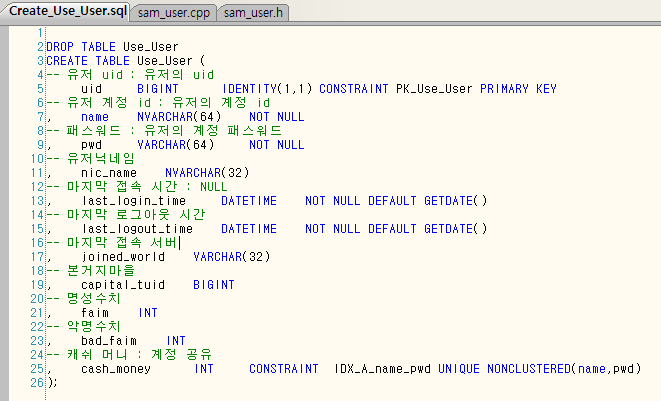 Create_Use_User.sql sam_user.cpp sam_user.h
1
2 DROP TABLE Use_User
3 CREATE TABLE Use_User (
4 -- 유저 uid : 유저의 uid
5 uid BIGINT IDENTITY(1,1) CONSTRAINT PK_Use_User PRIMARY KEY
6 -- 유저 계정 id : 유저의 계정 id
7 , name NVARCHAR(64) NOT NULL
8 -- 패스워드 : 유저의 계정 패스워드
9 , pwd VARCHAR(64) NOT NULL
10 -- 유저닉네임
11 , nic_name NVARCHAR(32)
12 -- 마지막 접속 시간 : NULL
13 , last_login_time DATETIME NOT NULL DEFAULT GETDATE()
14 -- 마지막 로그아웃 시간
15 , last_logout_time DATETIME NOT NULL DEFAULT GETDATE()
16 -- 마지막 접속 서버
17 , joined_world VARCHAR(32)
18 -- 본거지마을
19 , capital_tuid BIGINT
20 -- 명성수치
21 , faim INT
22 -- 악명수치
23 , bad_faim INT
24 -- 캐쉬 머니 : 계정 공유
25 , cash_money INT CONSTRAINT IDX_A_name_pwd UNIQUE NONCLUSTERED(name,pwd)
26 );